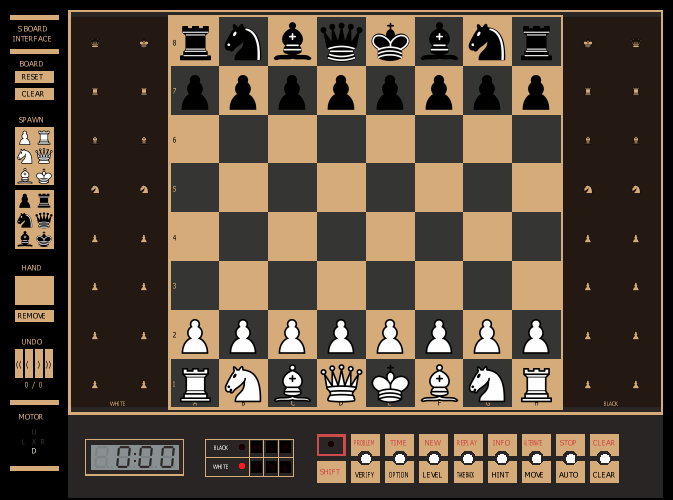 S BOARD
INTERFACE
BOARD
RESET
CLEAR
SPAWN
HAND
REMOVE
UNDO
0 / 0
MOTOR
U
L X R
D
8
7
6
5
4
3
2
1
WHITE
A B C D E F G H
BLACK
0:00
BLACK
WHITE
SHIFT
PROBLEM TIME NEW REPLAY INFO STOP CLEAR
VERIFY OPTION LEVEL TAKEBACK HINT MOVE AUTO CLEAR